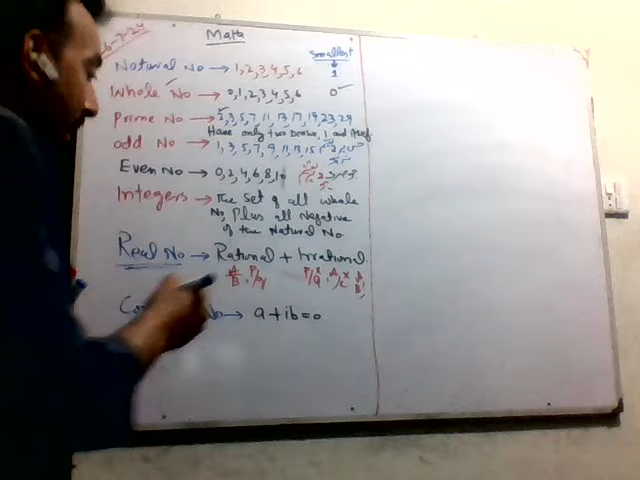 6-7-24
Math
Smallest
Natural No → 1,2,3,4,5,6
1
Whole No → 0,1,2,3,4,5,6
0
Prime No → 2,3,5,7,11,13,17,19,23,29
Have only two Divisor, 1 and itself
odd No → 1,3,5,7,9,11,13,15
Even No → 0,2,4,6,8,10
Integers → The set of all whole
No, Plus all Negative
of the Natural No.
Real No → Rational + Irrational
A/B, P/q
a+ib=0